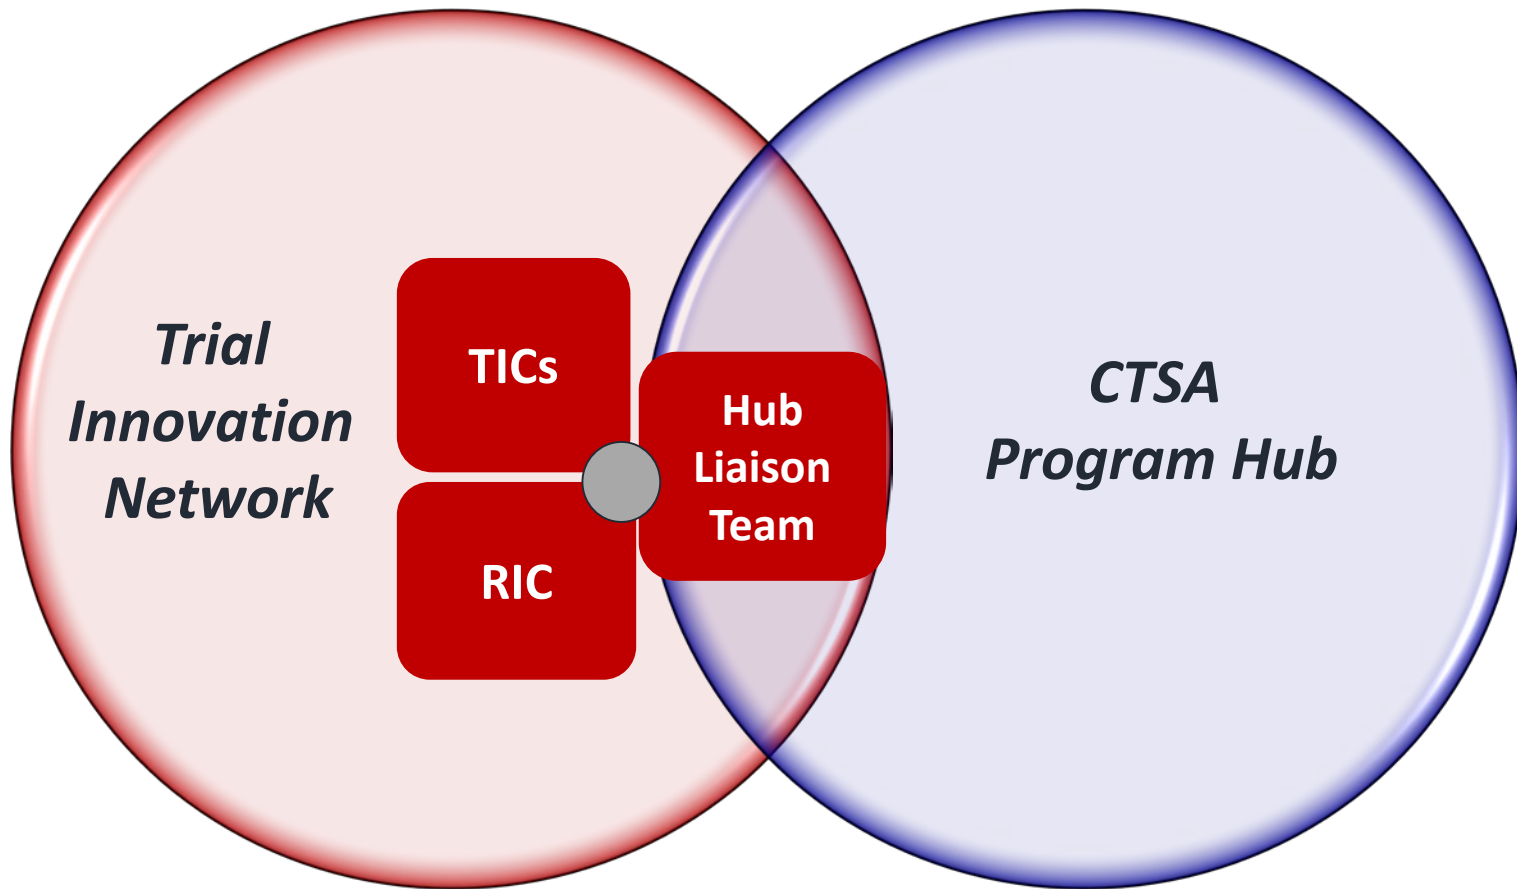 Trial
Innovation
Network
TICs
RIC
Hub
Liaison
Team
CTSA
Program Hub